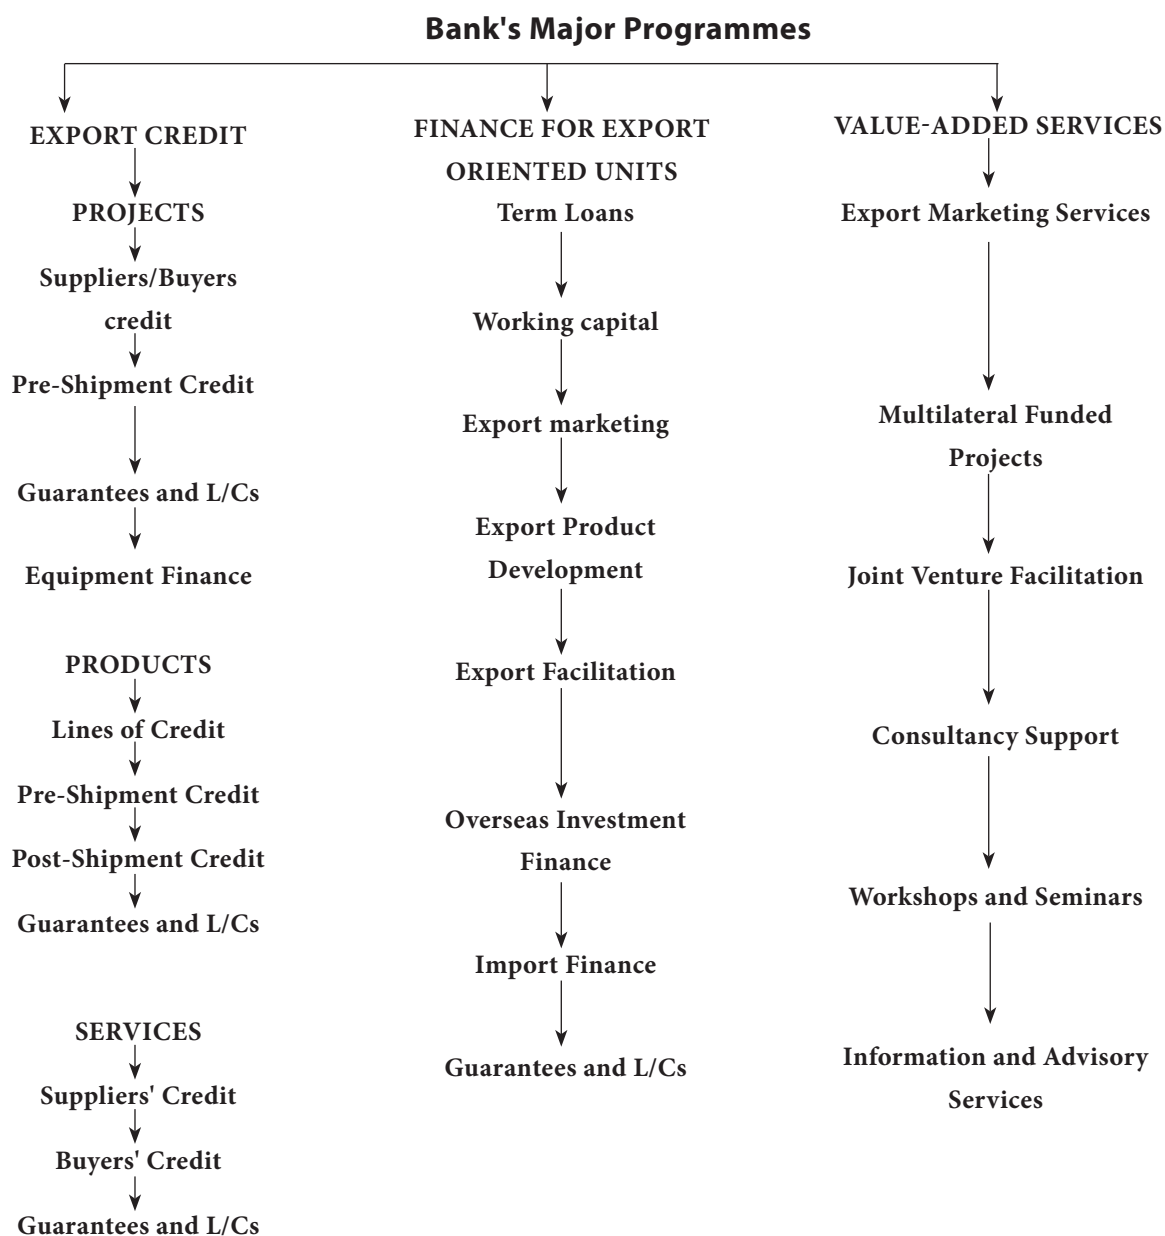 Bank's Major Programmes
EXPORT CREDIT
PROJECTS
Suppliers/Buyers
credit
Pre-Shipment Credit
Guarantees and L/Cs
Equipment Finance
PRODUCTS
Lines of Credit
Pre-Shipment Credit
Post-Shipment Credit
Guarantees and L/Cs
SERVICES
Suppliers' Credit
Buyers' Credit
Guarantees and L/Cs
FINANCE FOR EXPORT
ORIENTED UNITS
Term Loans
Working capital
Export marketing
Export Product
Development
Export Facilitation
Overseas Investment
Finance
Import Finance
Guarantees and L/Cs
VALUE-ADDED SERVICES
Export Marketing Services
Multilateral Funded
Projects
Joint Venture Facilitation
Consultancy Support
Workshops and Seminars
Information and Advisory
Services